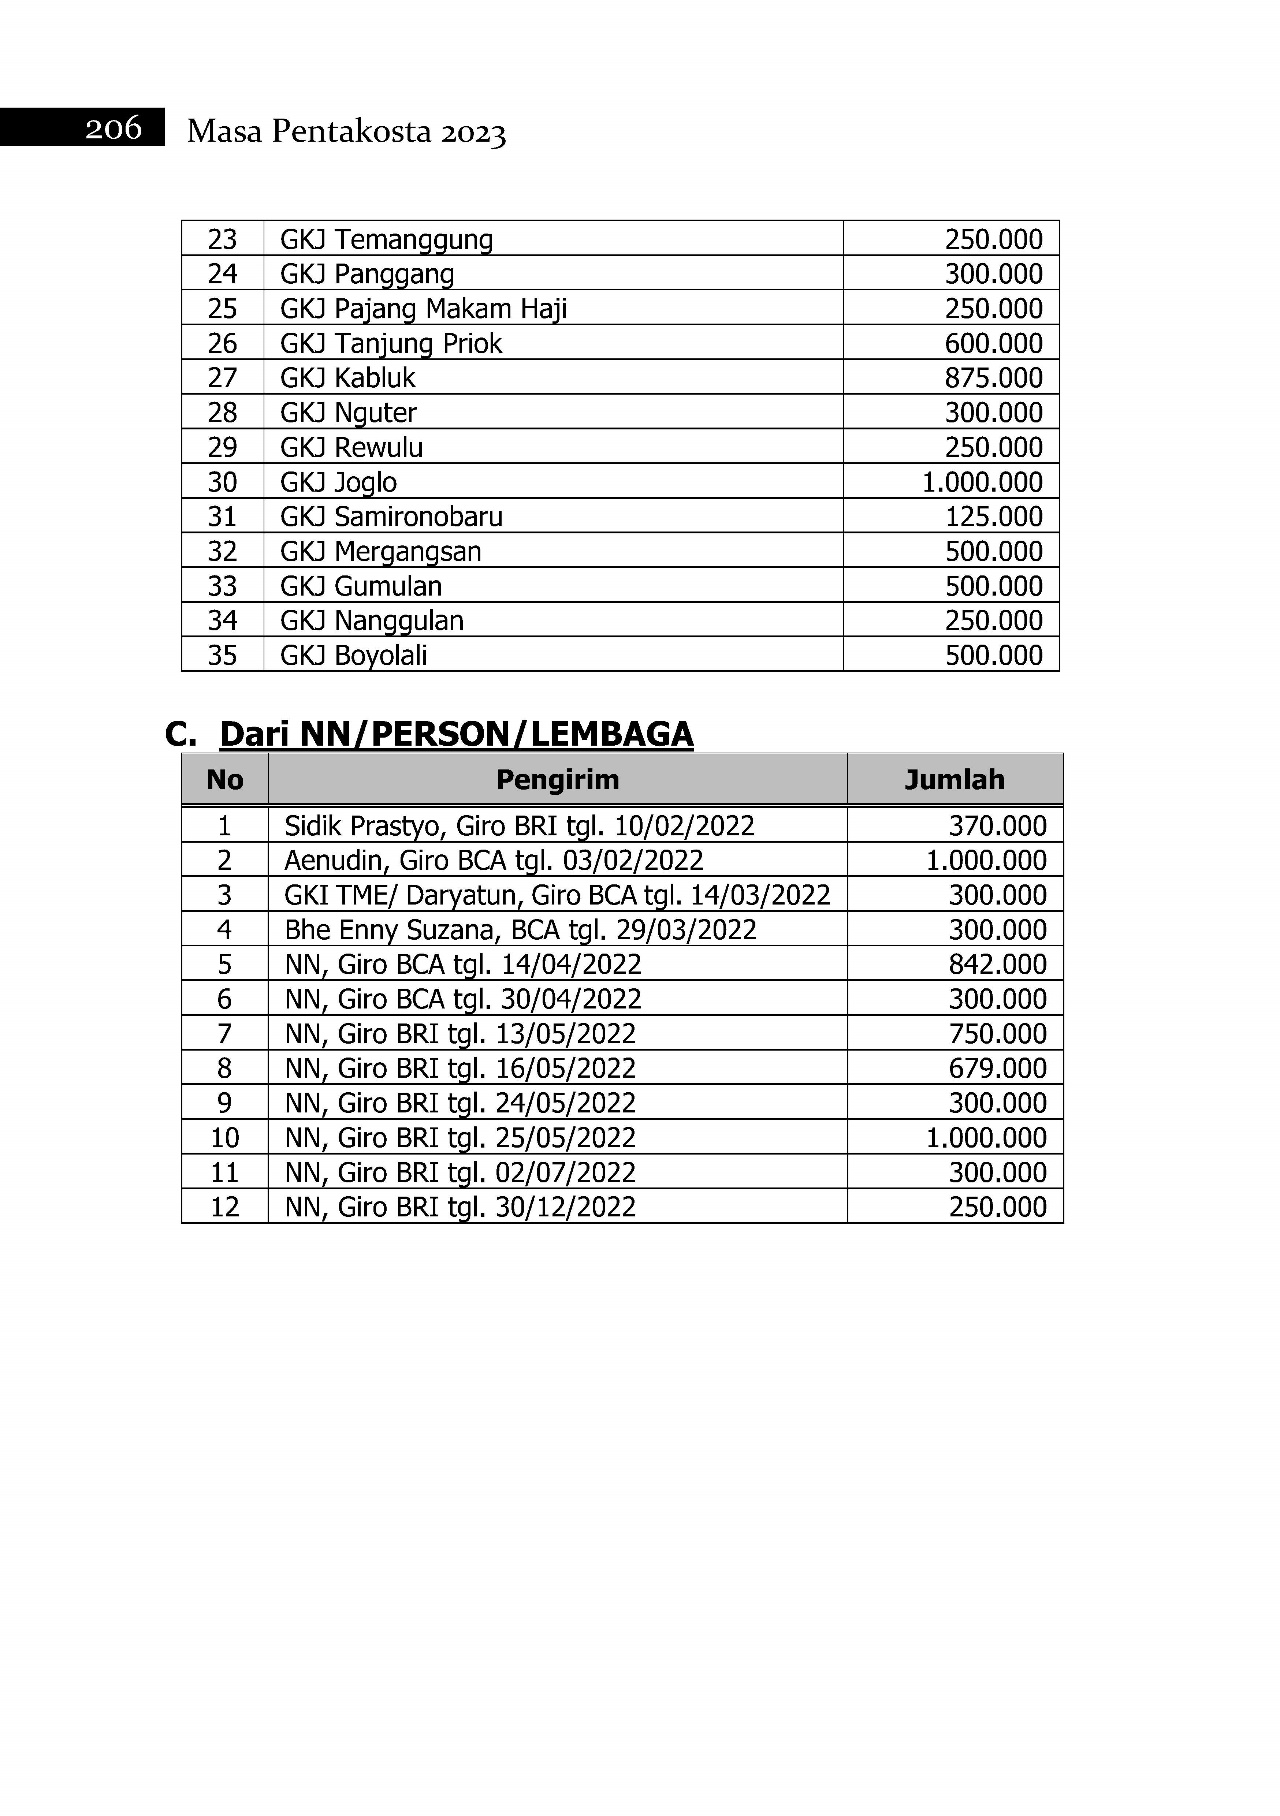 206 Masa Pentakosta 2023
23 GKJ Temanggung 250.000
24 GKJ Panggang 300.000
25 GKJ Pajang Makam Haji 250.000
26 GKJ Tanjung Priok 600.000
27 GKJ Kabluk 875.000
28 GKJ Nguter 300.000
29 GKJ Rewulu 250.000
30 GKJ Joglo 1.000.000
31 GKJ Samironobaru 125.000
32 GKJ Mergangsan 500.000
33 GKJ Gumulan 500.000
34 GKJ Nanggulan 250.000
35 GKJ Boyolali 500.000
C. Dari NN/PERSON/LEMBAGA
No Pengirim Jumlah
1 Sidik Prastyo, Giro BRI tgl. 10/02/2022 370.000
2 Aenudin, Giro BCA tgl. 03/02/2022 1.000.000
3 GKI TME/ Daryatun, Giro BCA tgl. 14/03/2022 300.000
4 Bhe Enny Suzana, BCA tgl. 29/03/2022 300.000
5 NN, Giro BCA tgl. 14/04/2022 842.000
6 NN, Giro BCA tgl. 30/04/2022 300.000
7 NN, Giro BRI tgl. 13/05/2022 750.000
8 NN, Giro BRI tgl. 16/05/2022 679.000
9 NN, Giro BRI tgl. 24/05/2022 300.000
10 NN, Giro BRI tgl. 25/05/2022 1.000.000
11 NN, Giro BRI tgl. 02/07/2022 300.000
12 NN, Giro BRI tgl. 30/12/2022 250.000